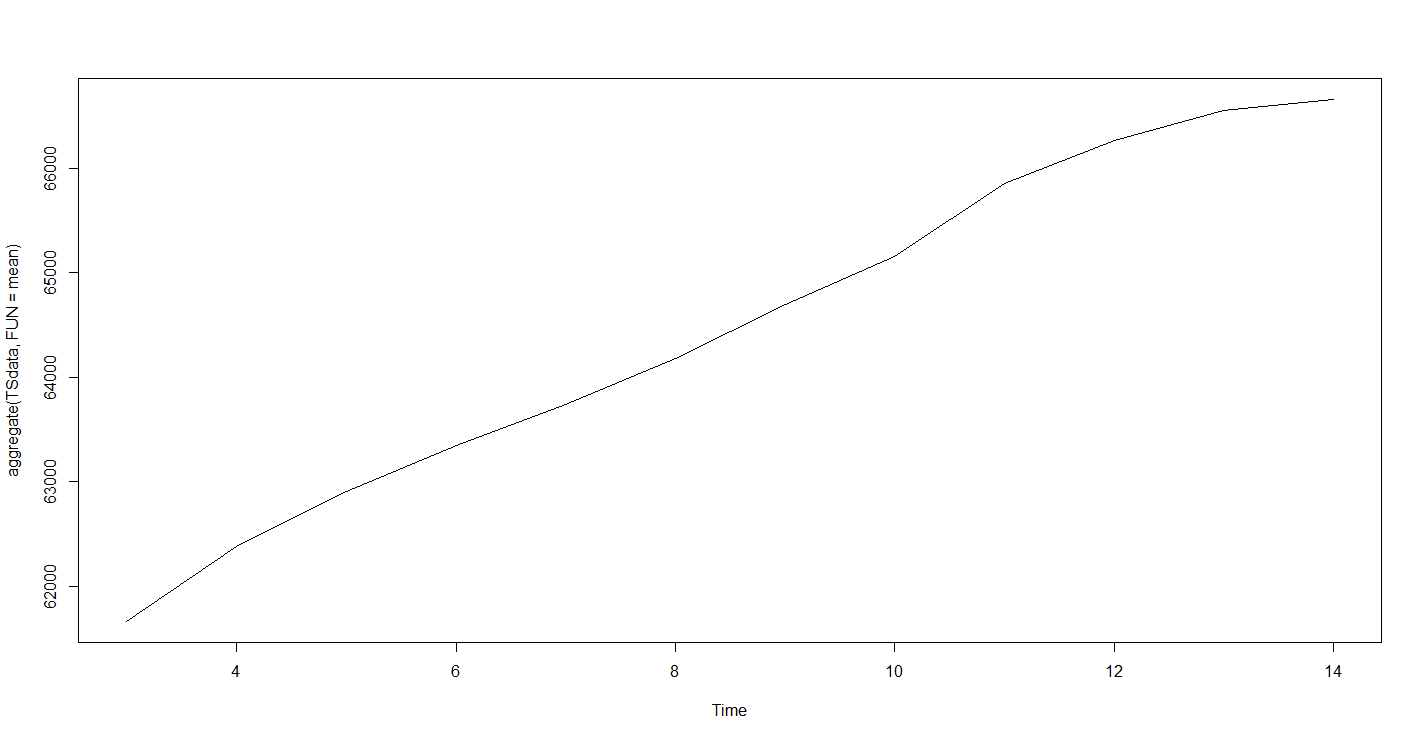 aggregate(TSdata, FUN = mean)
66000
65000
64000
63000
62000
4 6 8 10 12 14
Time